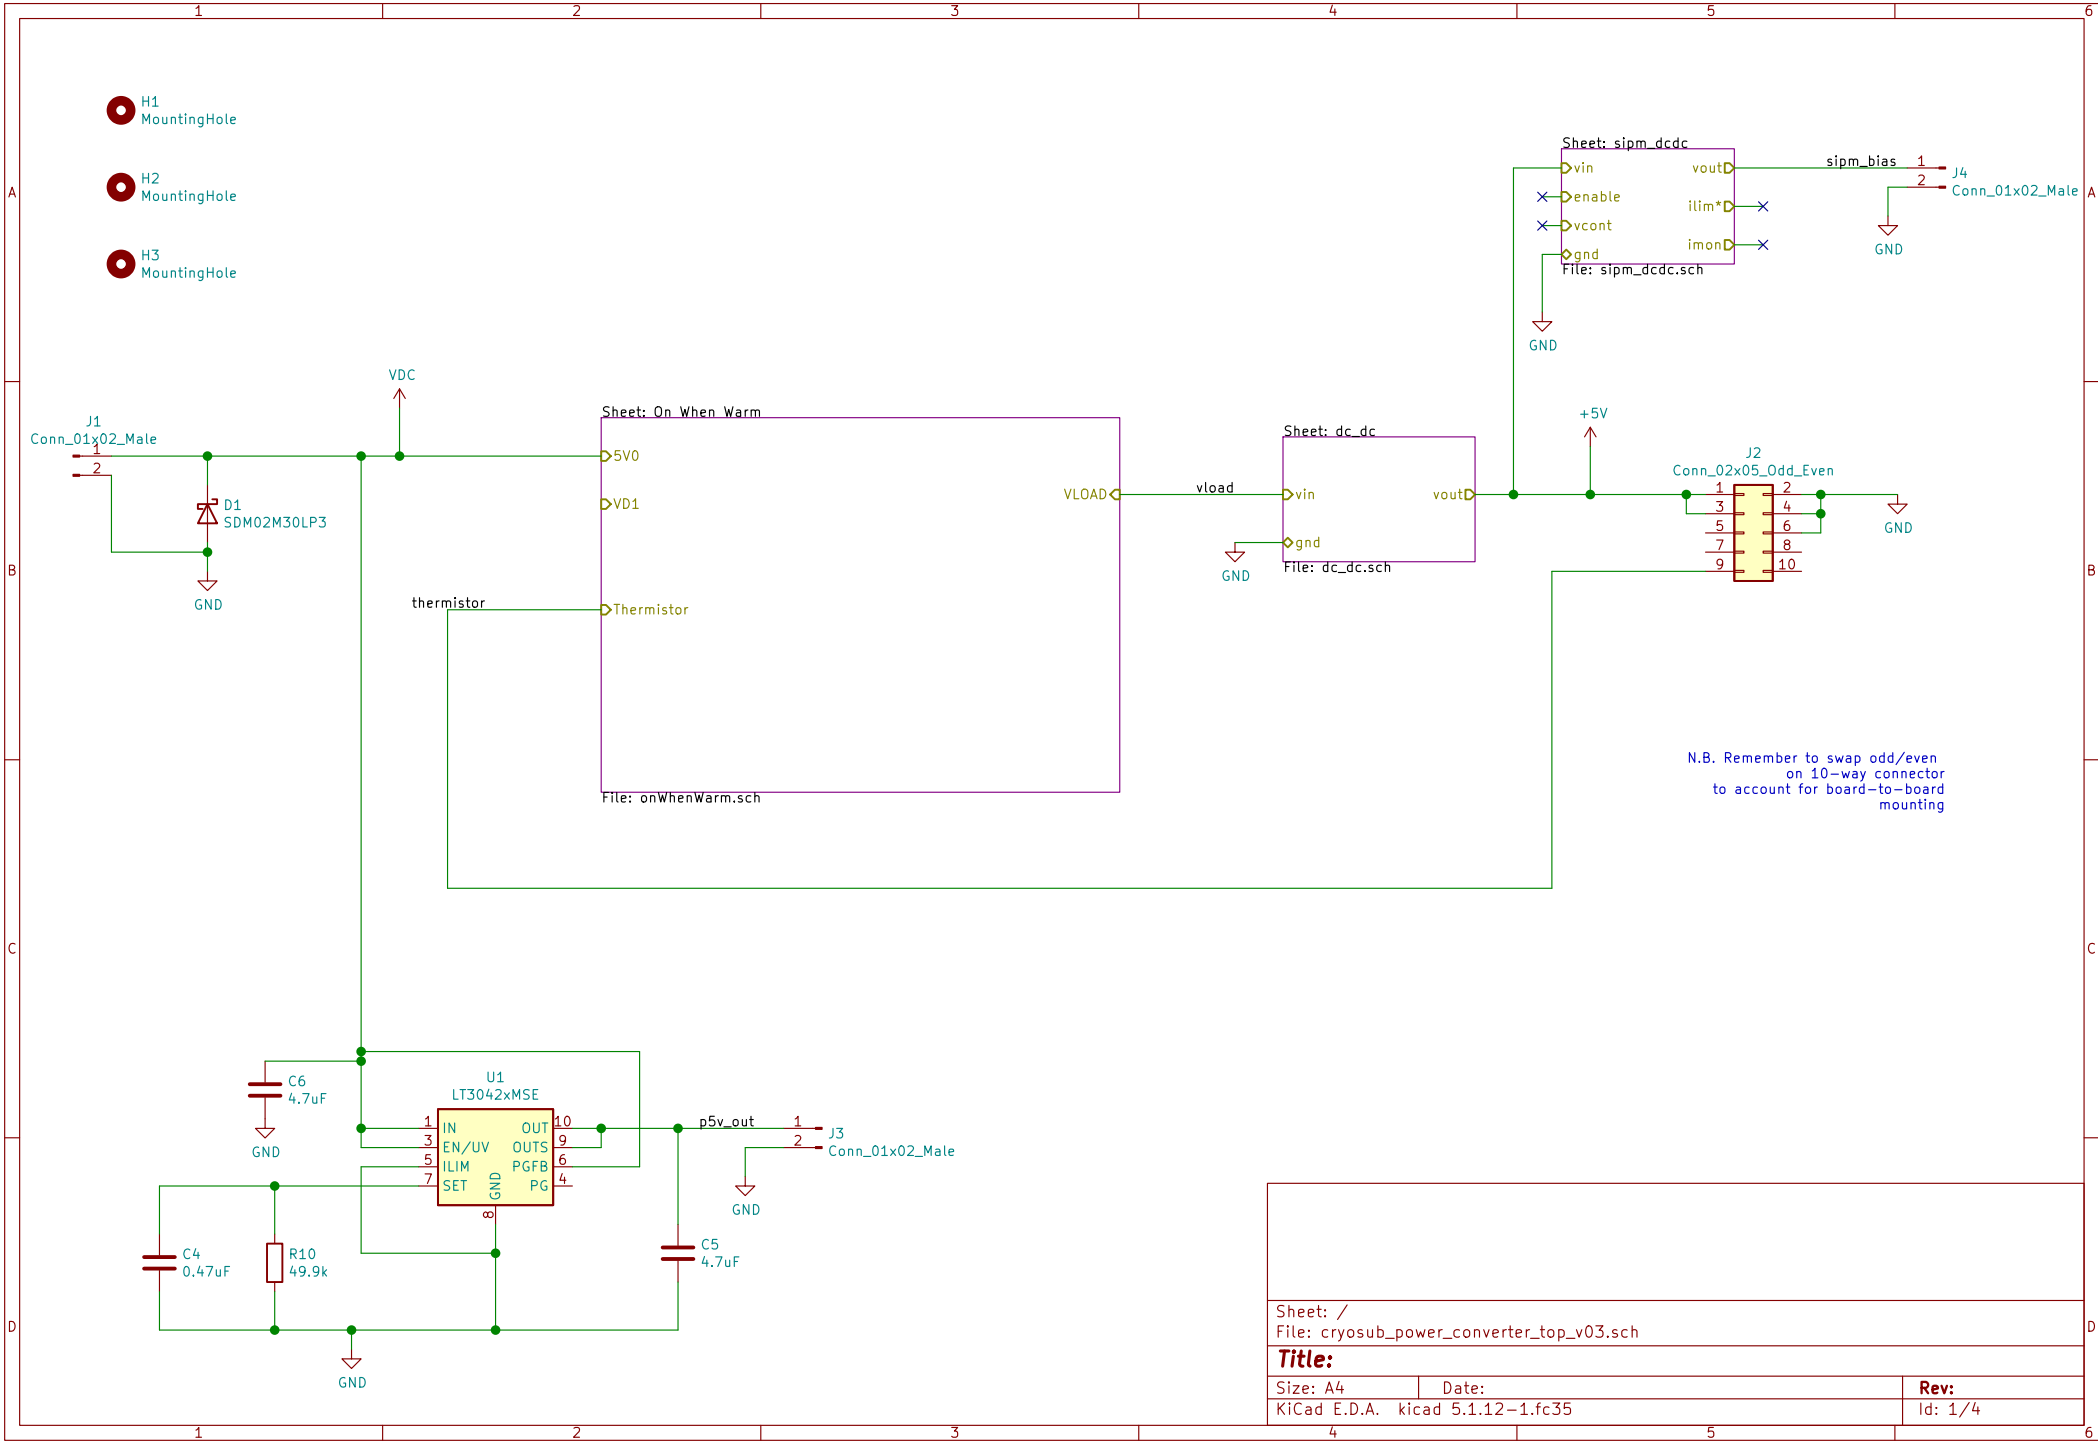 1 2 3 4 5 6
H1
MountingHole
H2
MountingHole
H3
MountingHole
A
A
Sheet: sipm_dcdc
vin
enable
vcont
gnd
vout
ilim*
imon
File: sipm_dcdc.sch
GND
sipm_bias
1
2
J4
Conn_01x02_Male
GND
VDC
J1
Conn_01x02_Male
1
2
D1
SDM02M30LP3
GND
Sheet: On When Warm
5V0
VD1
Thermistor
VLOAD
File: onWhenWarm.sch
thermistor
vload
Sheet: dc_dc
vin
gnd
vout
File: dc_dc.sch
GND
+5V
J2
Conn_02x05_Odd_Even
1 2
3 4
5 6
7 8
9 10
GND
B
B
N.B. Remember to swap odd/even
on 10-way connector
to account for board-to-board
mounting
C
C
C6
4.7uF
GND
U1
LT3042xMSE
1 IN OUT 10
3 EN/UV OUTS 9
5 ILIM PGFB 6
7 SET PG 4
GND
8
p5v_out
1
2
J3
Conn_01x02_Male
GND
C4
0.47uF
R10
49.9k
C5
4.7uF
GND
D
D
Sheet: /
File: cryosub_power_converter_top_v03.sch
Title:
Size: A4 Date: Rev:
KiCad E.D.A. kicad 5.1.12-1.fc35 Id: 1/4
1 2 3 4 5 6